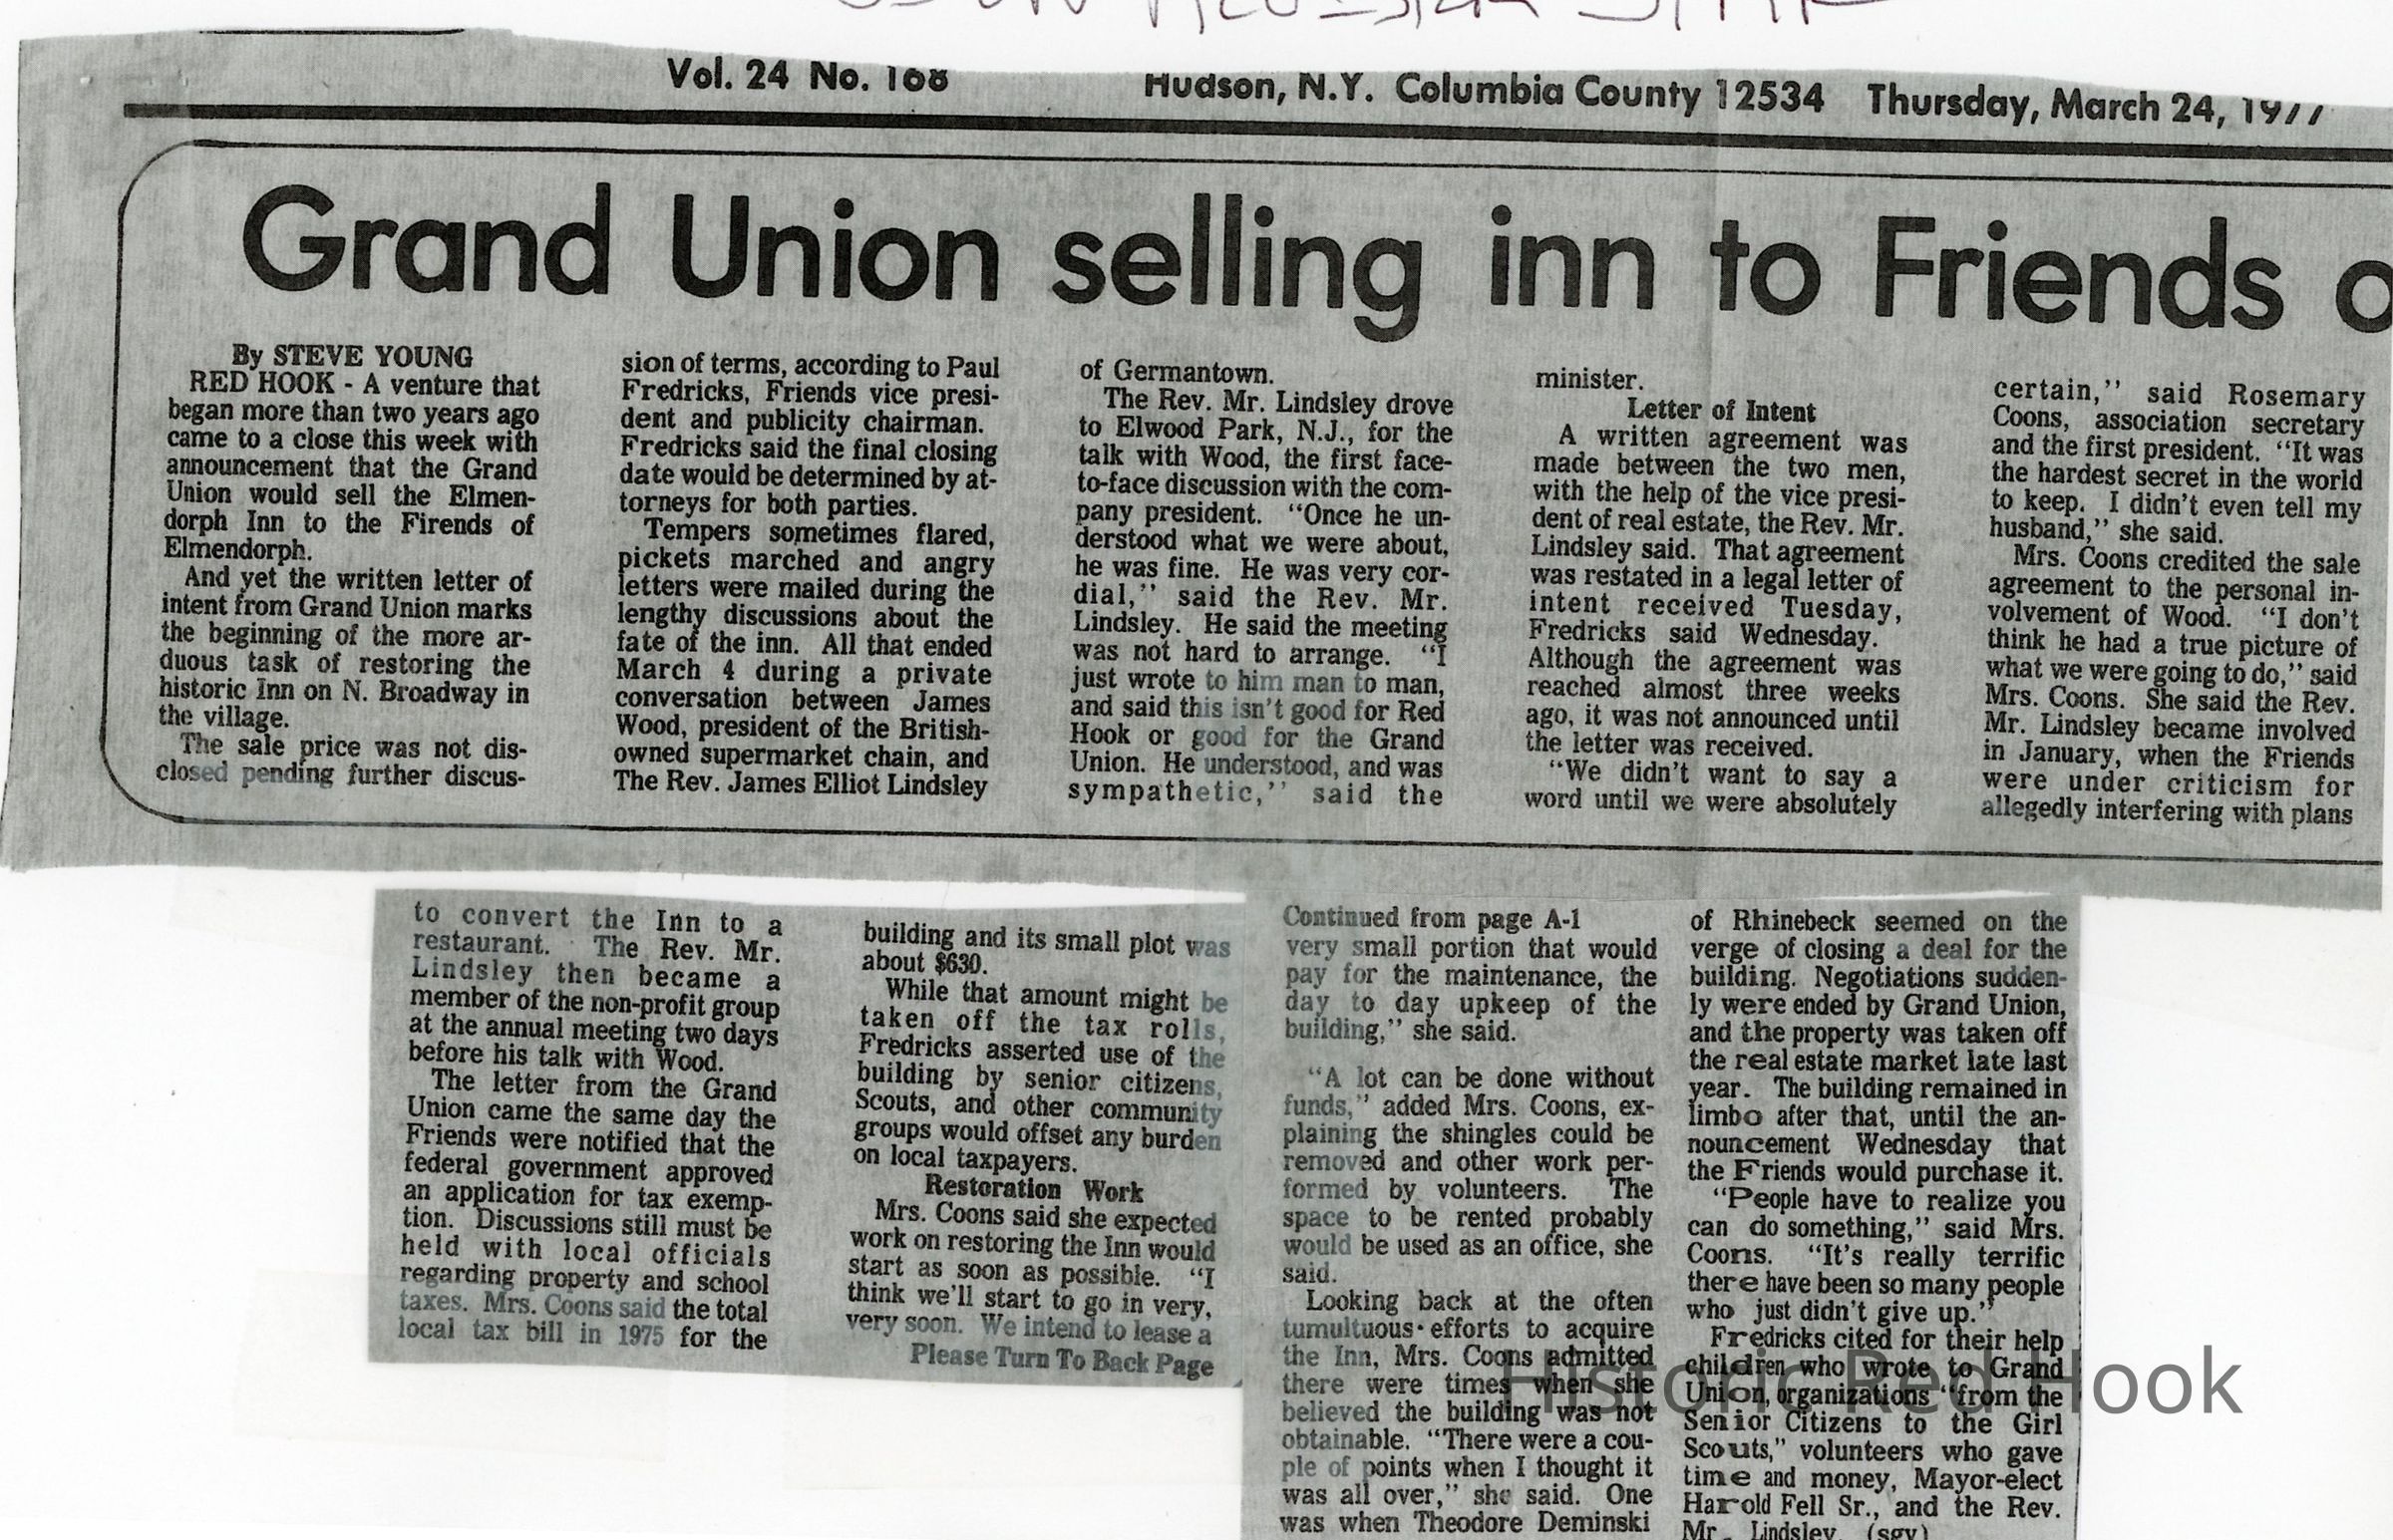 Vol. 24 No. 168
Hudson, N.Y. Columbia County 12534 Thursday, March 24, 1977
Grand Union selling inn to Friends o
By STEVE YOUNG
RED HOOK - A venture that
began more than two years ago
came to a close this week with
announcement that the Grand
Union would sell the Elmen-
dorph Inn to the Firends of
Elmendorph.
And yet the written letter of
intent from Grand Union marks
the beginning of the more ar-
duous task of restoring the
historic Inn on N. Broadway in
the village.
The sale price was not dis-
closed pending further discus-
sion of terms, according to Paul
Fredricks, Friends vice presi-
dent and publicity chairman.
Fredricks said the final closing
date would be determined by at-
torneys for both parties.
Tempers sometimes flared,
pickets marched and angry
letters were mailed during the
lengthy discussions about the
fate of the inn. All that ended
March 4 during a private
conversation between James
Wood, president of the British-
owned supermarket chain, and
The Rev. James Elliot Lindsley
of Germantown.
The Rev. Mr. Lindsley drove
to Elwood Park, N.J., for the
talk with Wood, the first face-
to-face discussion with the com-
pany president. "Once he un-
derstood what we were about,
he was fine. He was very cor-
dial," said the Rev. Mr.
Lindsley. He said the meeting
was not hard to arrange. "I
just wrote to him man to man,
and said this isn't good for Red
Hook or good for the Grand
Union. He understood, and was
sympathetic," said the
minister.
Letter of Intent
A written agreement was
made between the two men,
with the help of the vice presi-
dent of real estate, the Rev. Mr.
Lindsley said. That agreement
was restated in a legal letter of
intent received Tuesday,
Fredricks said Wednesday.
Although the agreement was
reached almost three weeks
ago, it was not announced until
the letter was received.
"We didn't want to say a
word until we were absolutely
certain," said Rosemary
Coons, association secretary
and the first president. "It was
the hardest secret in the world
to keep. I didn't even tell my
husband," she said.
Mrs. Coons credited the sale
agreement to the personal in-
volvement of Wood. "I don't
think he had a true picture of
what we were going to do," said
Mrs. Coons. She said the Rev.
Mr. Lindsley became involved
in January, when the Friends
were under criticism for
allegedly interfering with plans
to convert the Inn to a
restaurant. The Rev. Mr.
Lindsley then became a
member of the non-profit group
at the annual meeting two days
before his talk with Wood.
The letter from the Grand
Union came the same day the
Friends were notified that the
federal government approved
an application for tax exemp-
tion. Discussions still must be
held with local officials
regarding property and school
taxes. Mrs. Coons said the total
local tax bill in 1975 for the
building and its small plot was
about $630.
While that amount might be
taken off the tax rolls,
Fredricks asserted use of the
building by senior citizens,
Scouts, and other community
groups would offset any burden
on local taxpayers.
Restoration Work
Mrs. Coons said she expected
work on restoring the Inn would
start as soon as possible. "I
think we'll start to go in very,
very soon. We intend to lease a
Please Turn To Back Page
Continued from page A-1
very small portion that would
pay for the maintenance, the
day to day upkeep of the
building," she said.
"A lot can be done without
funds," added Mrs. Coons, ex-
plaining the shingles could be
removed and other work per-
formed by volunteers. The
space to be rented probably
would be used as an office, she
said.
Looking back at the often
tumultuous efforts to acquire
the Inn, Mrs. Coons admitted
there were times when she
believed the building was not
obtainable. "There were a cou-
ple of points when I thought it
was all over," she said. One
was when Theodore Deminski
of Rhinebeck seemed on the
verge of closing a deal for the
building. Negotiations sudden-
ly were ended by Grand Union,
and the property was taken off
the real estate market late last
year. The building remained in
limbo after that, until the an-
nouncement Wednesday that
the Friends would purchase it.
"People have to realize you
can do something," said Mrs.
Coons. "It's really terrific
there have been so many people
who just didn't give up."
Fredricks cited for their help
children who wrote to Grand
Union, organizations "from the
Senior Citizens to the Girl
Scouts," volunteers who gave
time and money, Mayor-elect
Harold Fell Sr., and the Rev.
Mr. Lindsley. (sgy)
Historic Red Hook